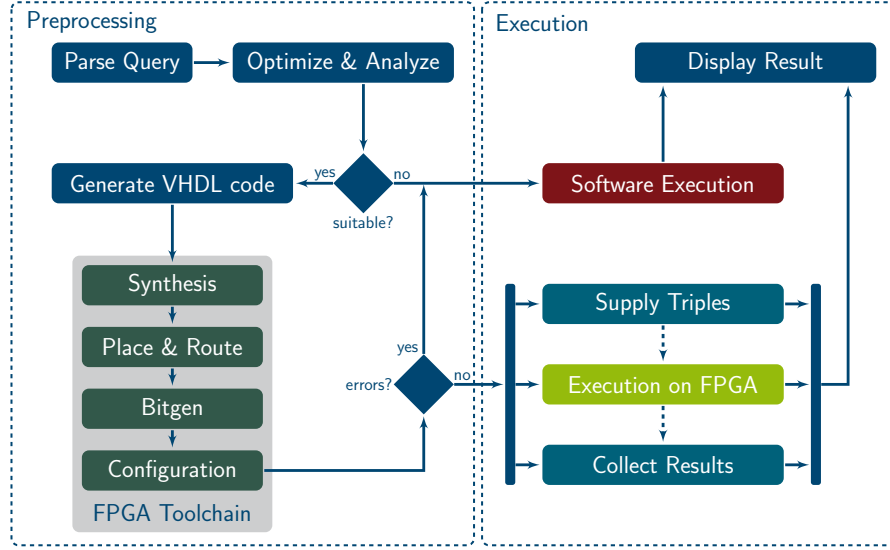 Preprocessing
Execution
Parse Query
Optimize & Analyze
Display Result
Generate VHDL code
yes
no
suitable?
Software Execution
Synthesis
Place & Route
Bitgen
Configuration
FPGA Toolchain
yes
errors?
no
Supply Triples
Execution on FPGA
Collect Results